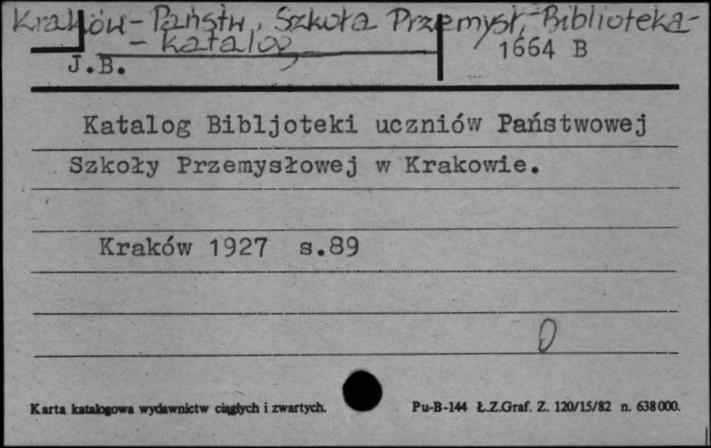 Kraków - Państw. Szkoła Przemysł.-Biblioteka-
- katalog
1664 B
J.B.
Katalog Bibljoteki uczniów Państwowej
Szkoły Przemysłowej w Krakowie.
Kraków 1927 s.89
0
Karta katalogowa wydawnictw ciągłych i zwartych.
Pu-B-144 Ł.Z.Graf. Z. 120/15/82 n. 638000.